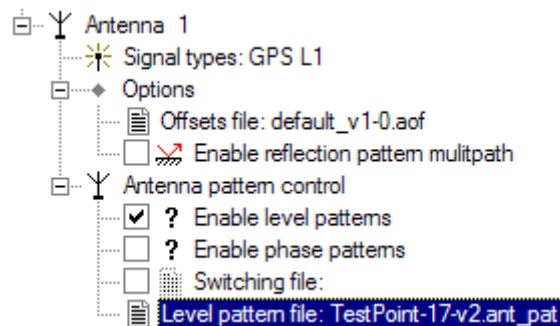 Antenna 1
Signal types: GPS L1
Options
Offsets file: default_v1-0.aof
Enable reflection pattern mulitpath
Antenna pattern control
? Enable level patterns
? Enable phase patterns
Switching file:
Level pattern file: TestPoint-17-v2.ant_pat